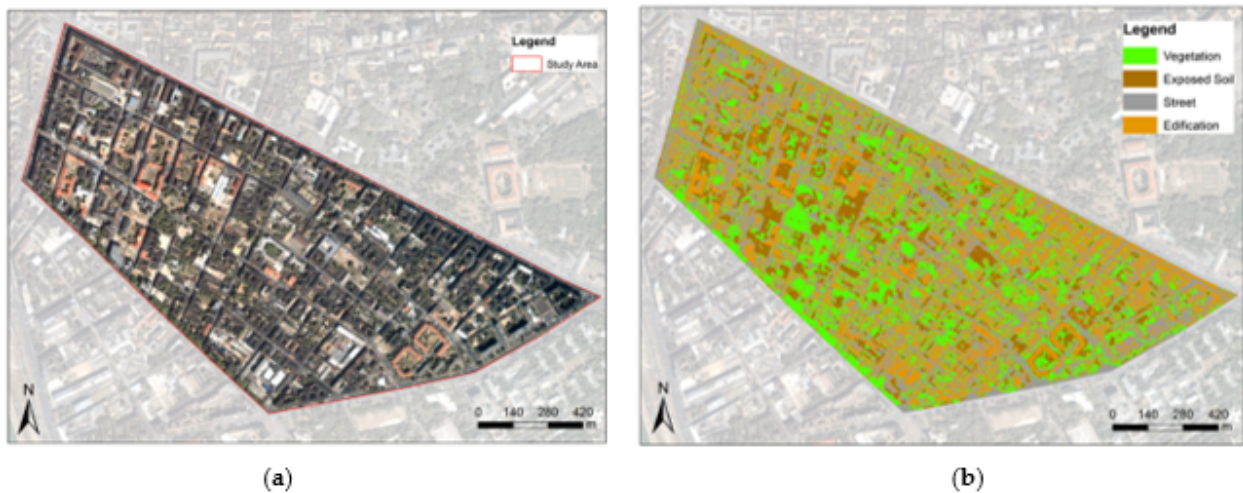 Legend
Study Area
N
0 140 280 420
m
(a)
Legend
Vegetation
Exposed Soil
Street
Edification
N
0 140 280 420
m
(b)